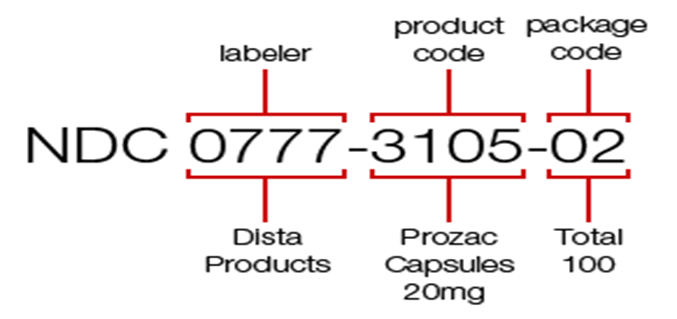 labeler
product
code
package
code
NDC 0777-3105-02
Dista
Products
Prozac
Capsules
20mg
Total
100